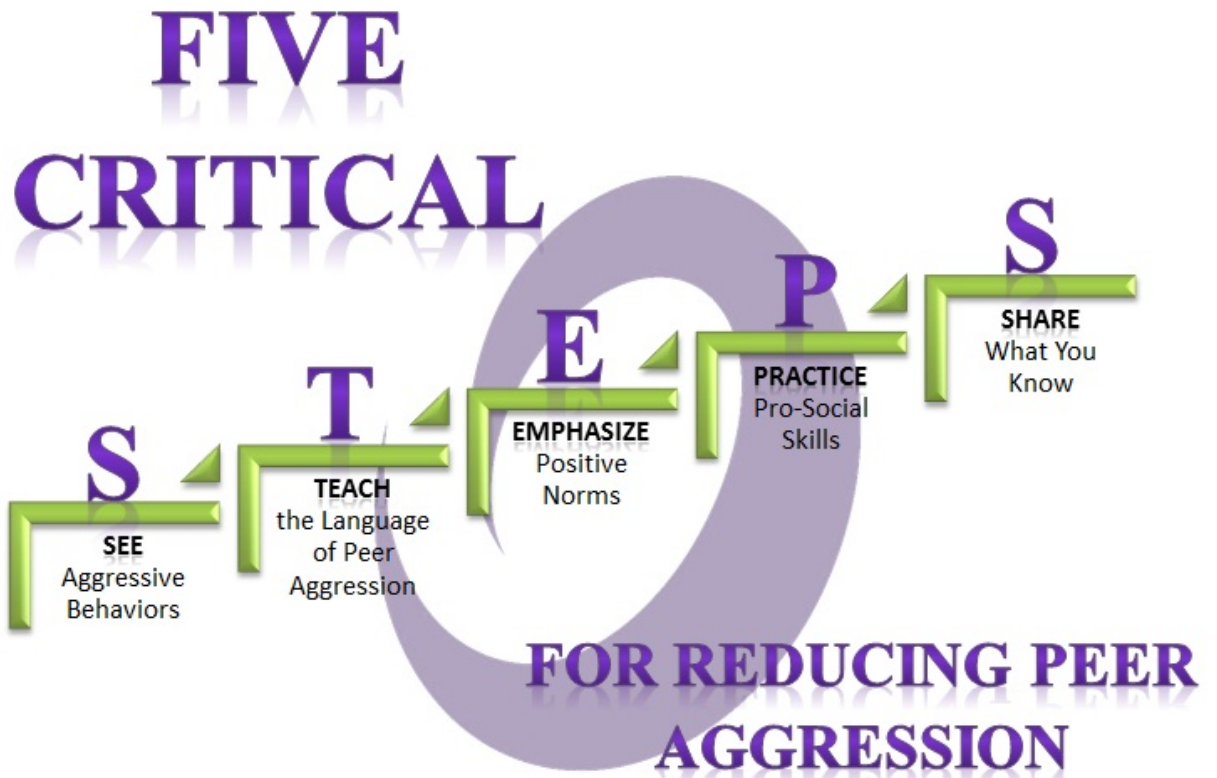 FIVE
CRITICAL
S
SEE
Aggressive
Behaviors
T
TEACH
the Language
of Peer
Aggression
E
EMPHASIZE
Positive
Norms
P
PRACTICE
Pro-Social
Skills
S
SHARE
What You
Know
FOR REDUCING PEER
AGGRESSION